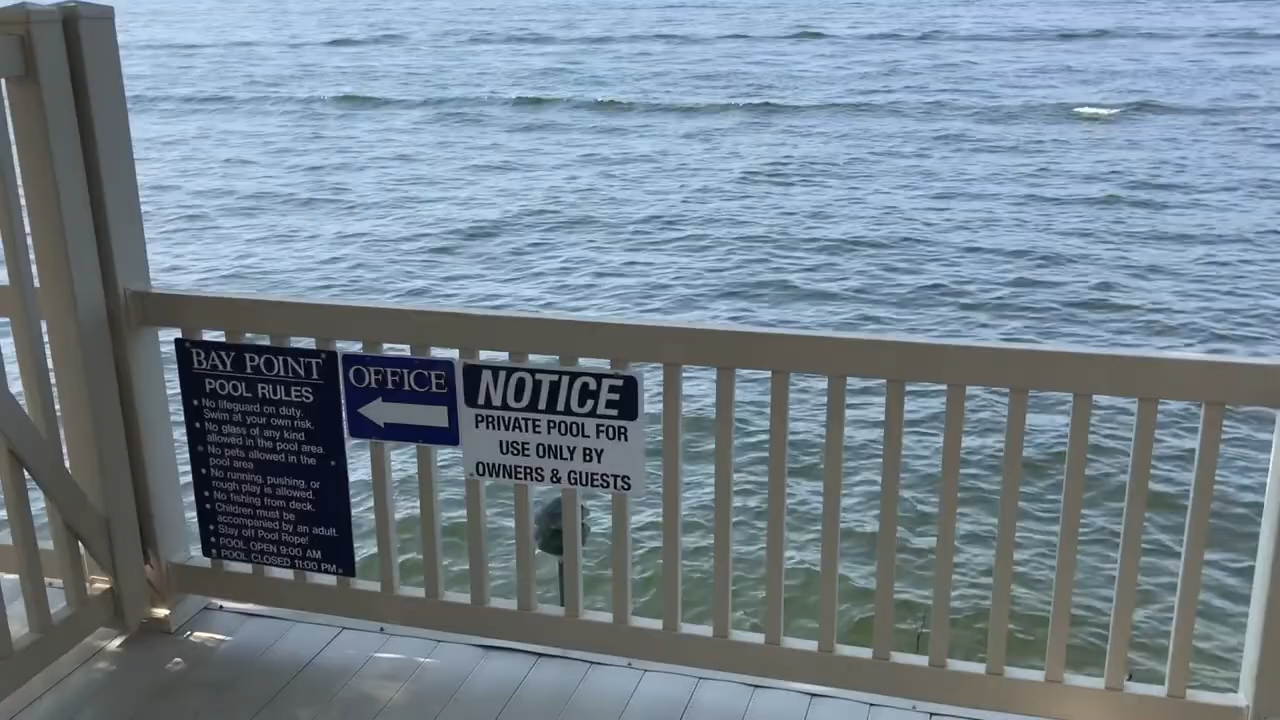 BAY POINT
POOL RULES
• No lifeguard on duty.
Swim at your own risk.
• No glass of any kind
allowed in the pool area.
• No pets allowed in the
pool area
• No running, pushing, or
rough play is allowed.
• No fishing from deck.
• Children must be
accompanied by an adult.
• Stay off Pool Rope!
• POOL OPEN 9:00 AM
• POOL CLOSED 11:00 PM
OFFICE
NOTICE
PRIVATE POOL FOR
USE ONLY BY
OWNERS & GUESTS